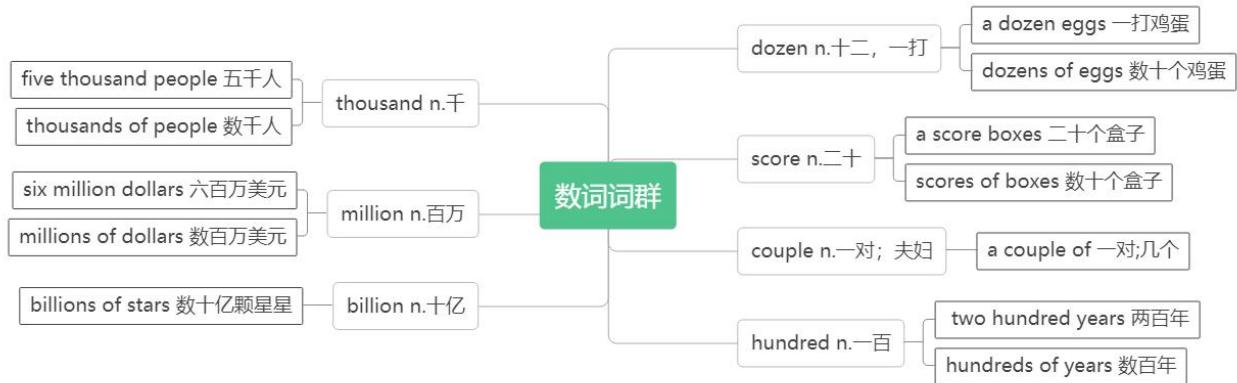 数词词群
thousand n.千
five thousand people 五千人
thousands of people 数千人
million n.百万
six million dollars 六百万美元
millions of dollars 数百万美元
billion n.十亿
billions of stars 数十亿颗星星
dozen n.十二，一打
a dozen eggs 一打鸡蛋
dozens of eggs 数十个鸡蛋
score n.二十
a score boxes 二十个盒子
scores of boxes 数十个盒子
couple n.一对；夫妇
a couple of 一对;几个
hundred n.一百
two hundred years 两百年
hundreds of years 数百年